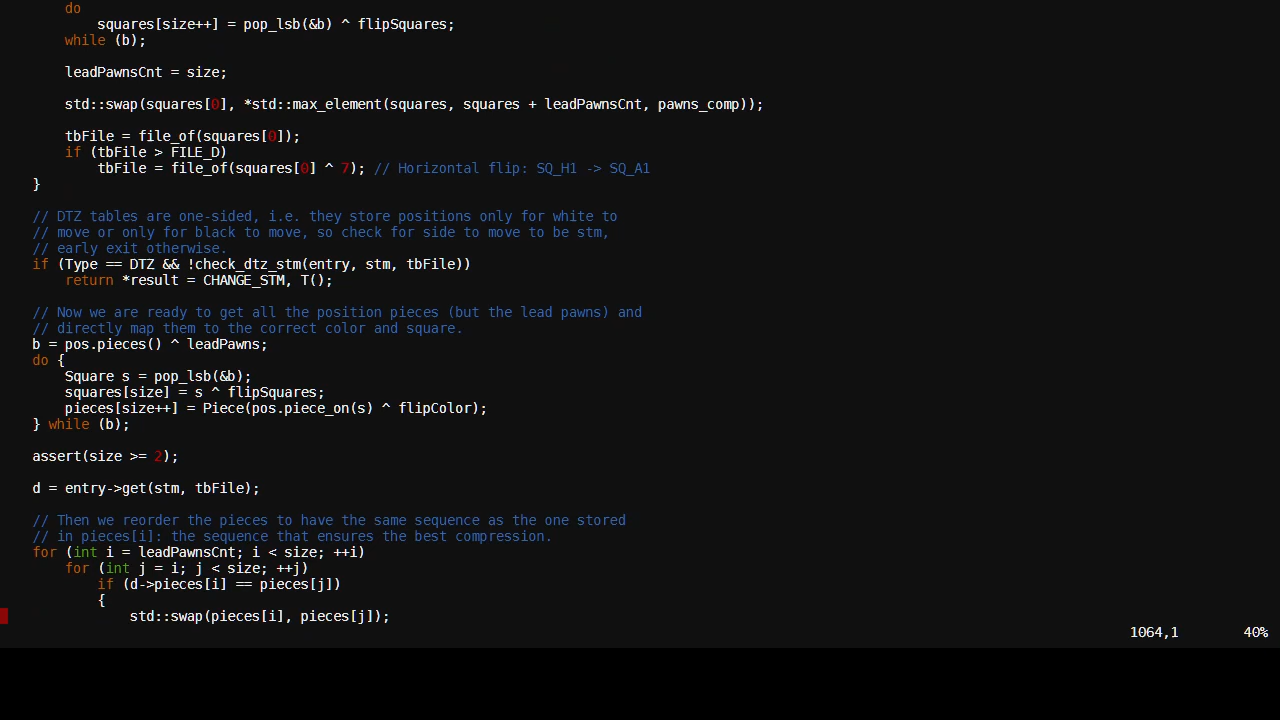 do
squares[size++] = pop_lsb(&b) ^ flipSquares;
while (b);
leadPawnsCnt = size;
std::swap(squares[0], *std::max_element(squares, squares + leadPawnsCnt, pawns_comp));
tbFile = file_of(squares[0]);
if (tbFile > FILE_D)
tbFile = file_of(squares[0] ^ 7); // Horizontal flip: SQ_H1 -> SQ_A1
}
// DTZ tables are one-sided, i.e. they store positions only for white to
// move or only for black to move, so check for side to move to be stm,
// early exit otherwise.
if (Type == DTZ && !check_dtz_stm(entry, stm, tbFile))
return *result = CHANGE_STM, T();
// Now we are ready to get all the position pieces (but the lead pawns) and
// directly map them to the correct color and square.
b = pos.pieces() ^ leadPawns;
do {
Square s = pop_lsb(&b);
squares[size] = s ^ flipSquares;
pieces[size++] = Piece(pos.piece_on(s) ^ flipColor);
} while (b);
assert(size >= 2);
d = entry->get(stm, tbFile);
// Then we reorder the pieces to have the same sequence as the one stored
// in pieces[i]: the sequence that ensures the best compression.
for (int i = leadPawnsCnt; i < size; ++i)
for (int j = i; j < size; ++j)
if (d->pieces[i] == pieces[j])
{
std::swap(pieces[i], pieces[j]);
1064,1 40%